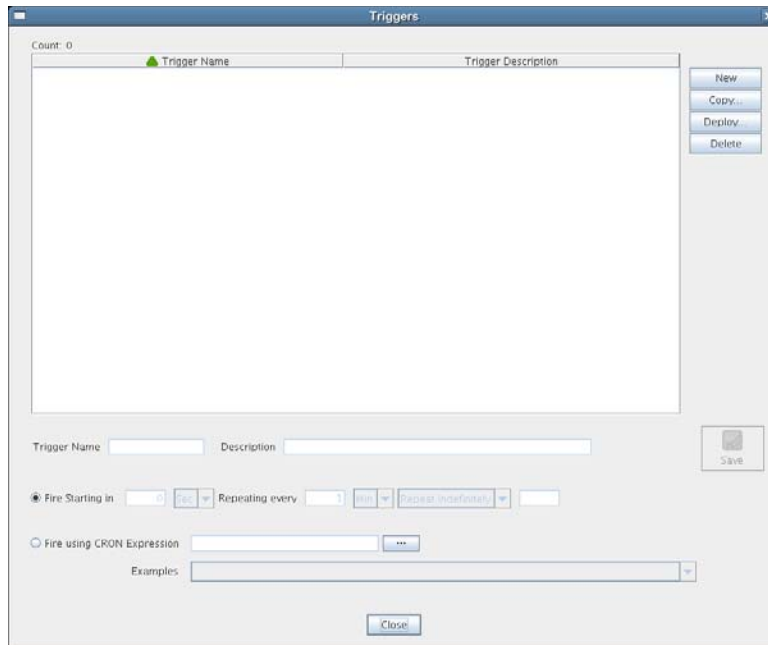 Triggers
Count: 0
Trigger Name Trigger Description
New
Copy...
Deploy...
Delete
Trigger Name Description
Save
Fire Starting in 0 Sec Repeating every 1 Min Repeat Indefinitely
Fire using CRON Expression ...
Examples
Close